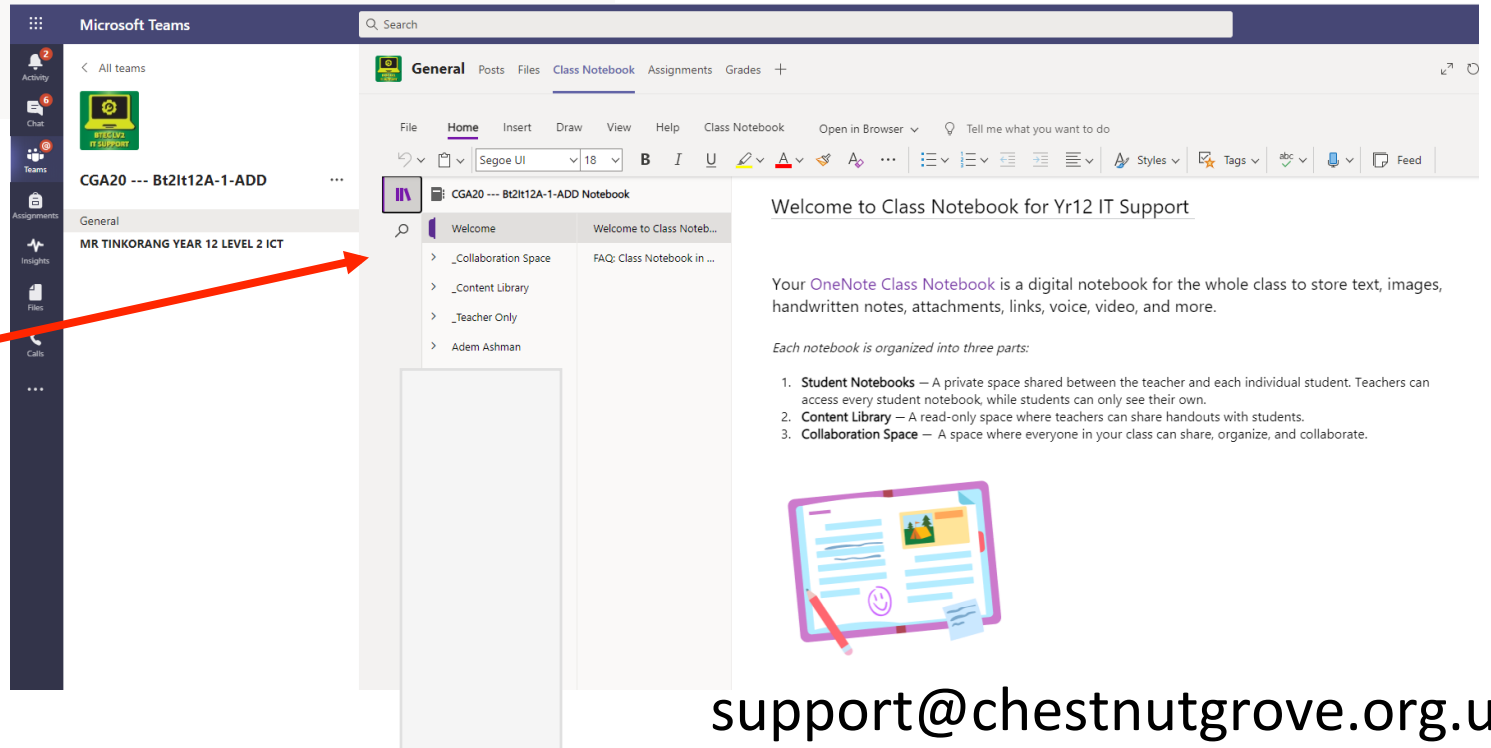 Microsoft Teams
Search
2
Activity
6
Chat
@
Teams
Assignments
Insights
Files
Calls
All teams
BTEC LV2
IT SUPPORT
CGA20 --- Bt2It12A-1-ADD
General
MR TINKORANG YEAR 12 LEVEL 2 ICT
General Posts Files Class Notebook Assignments Grades
File Home Insert Draw View Help Class Notebook Open in Browser Tell me what you want to do
Segoe UI 18 B I U A A Styles Tags abc Feed
CGA20 --- Bt2It12A-1-ADD Notebook
Welcome
_Collaboration Space
_Content Library
_Teacher Only
Adem Ashman
Welcome to Class Noteb...
FAQ: Class Notebook in ...
Welcome to Class Notebook for Yr12 IT Support
Your OneNote Class Notebook is a digital notebook for the whole class to store text, images,
handwritten notes, attachments, links, voice, video, and more.
Each notebook is organized into three parts:
1. Student Notebooks — A private space shared between the teacher and each individual student. Teachers can
access every student notebook, while students can only see their own.
2. Content Library — A read-only space where teachers can share handouts with students.
3. Collaboration Space — A space where everyone in your class can share, organize, and collaborate.
support@chestnutgrove.org.u